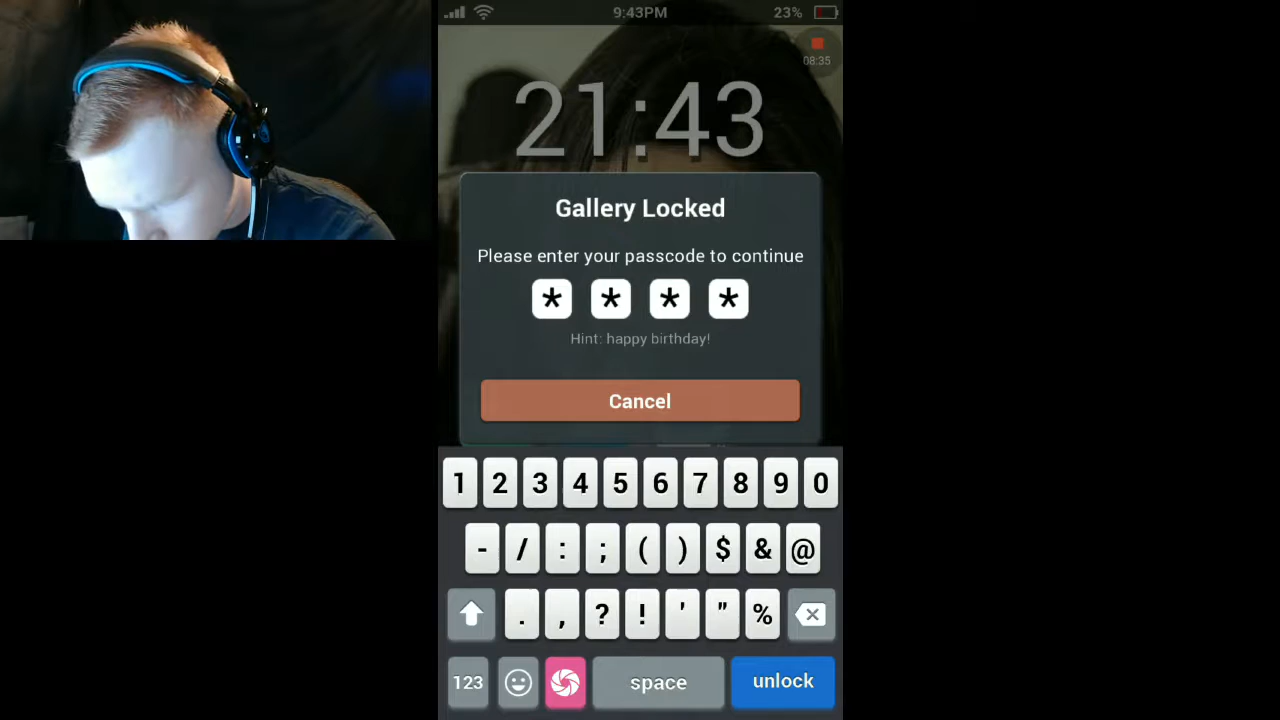 9:43PM
23%
08:35
21:43
Gallery Locked
Please enter your passcode to continue
* * * *
Hint: happy birthday!
Cancel
1 2 3 4 5 6 7 8 9 0
- / : ; ( ) $ & @
. , ? ! ' " %
123 space unlock